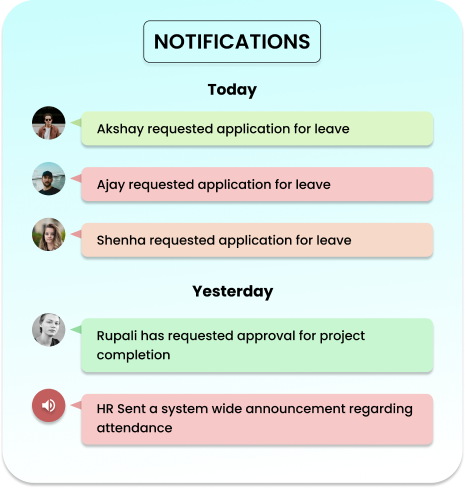 NOTIFICATIONS
Today
Akshay requested application for leave
Ajay requested application for leave
Shenha requested application for leave
Yesterday
Rupali has requested approval for project
completion
HR Sent a system wide announcement regarding
attendance